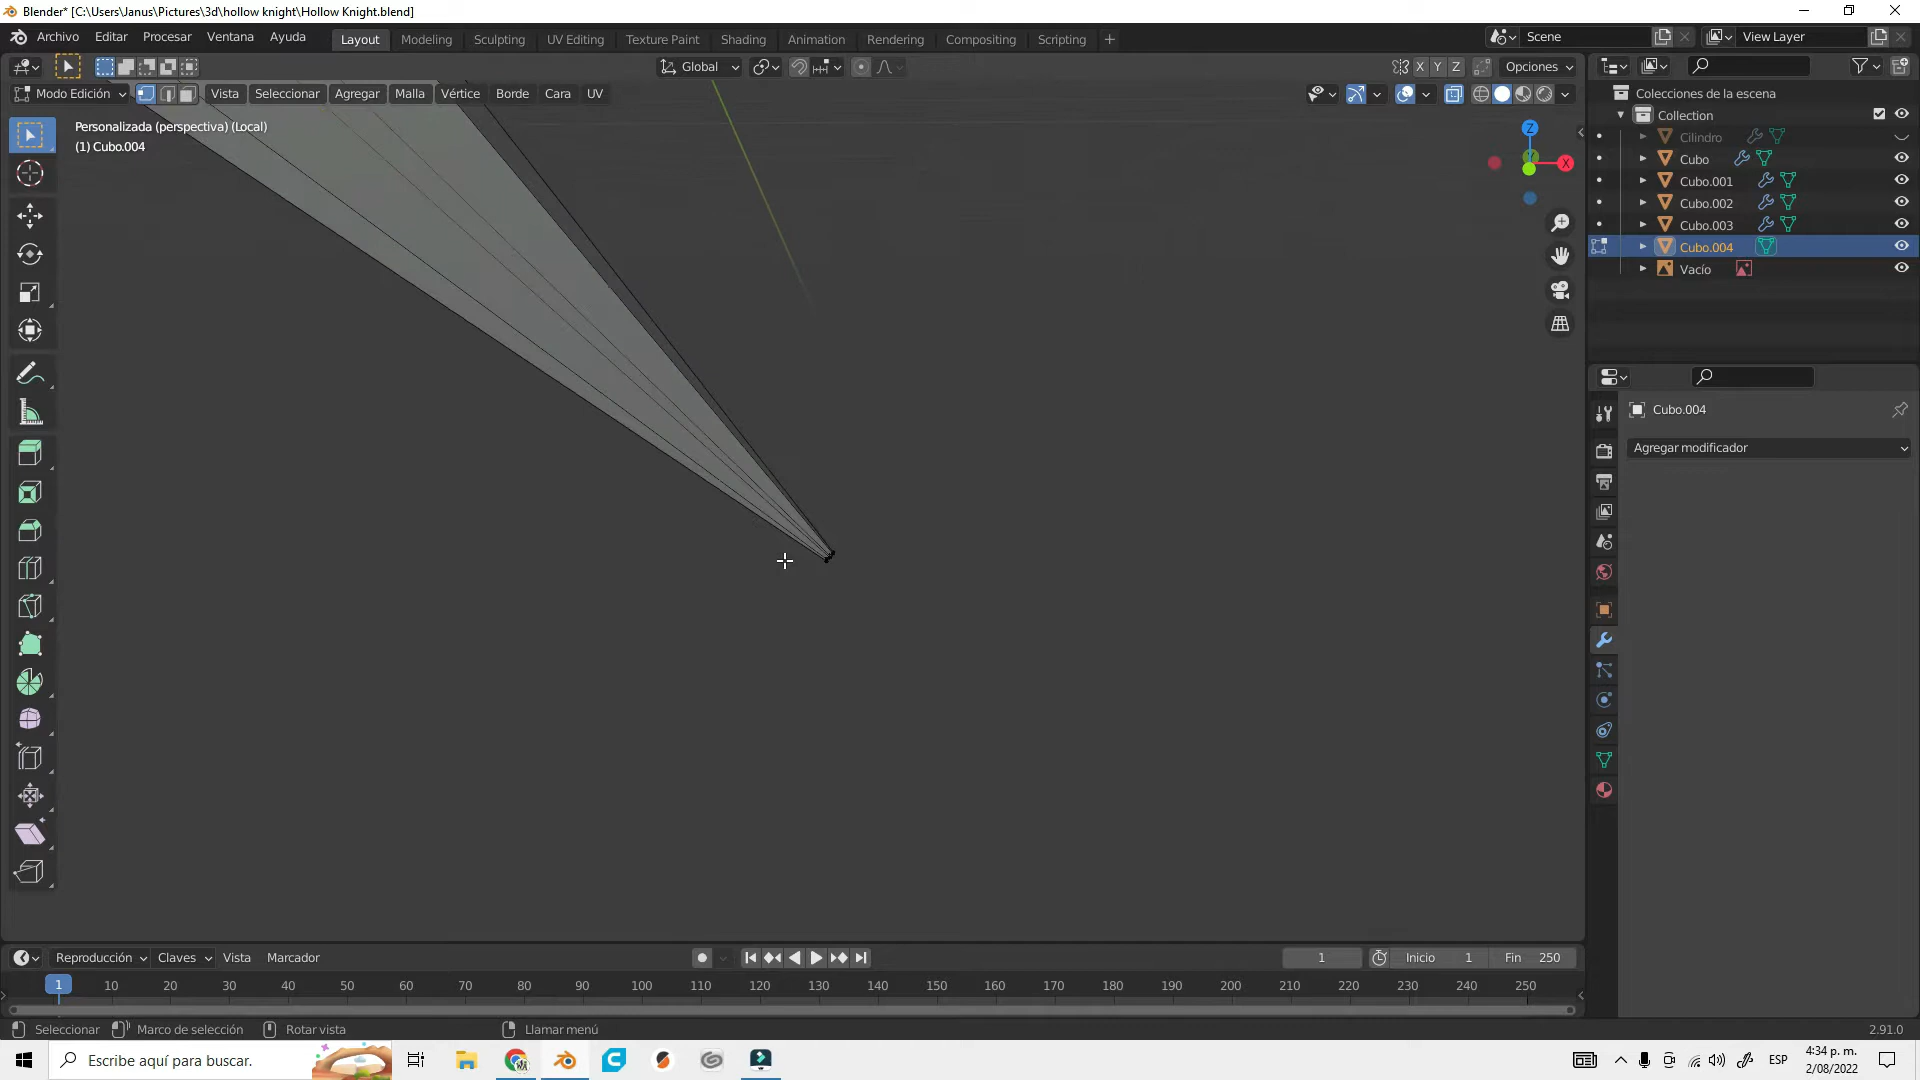 Blender* [C:\Users\Janus\Pictures\3d\hollow knight\Hollow Knight.blend]
Archivo Editar Procesar Ventana Ayuda Layout Modeling Sculpting UV Editing Texture Paint Shading Animation Rendering Compositing Scripting Scene View Layer
Global X Y Z Opciones
Modo Edición Vista Seleccionar Agregar Malla Vértice Borde Cara UV
Personalizada (perspectiva) (Local)
(1) Cubo.004
Z
Y
X
Colecciones de la escena
Collection
Cilindro
Cubo
Cubo.001
Cubo.002
Cubo.003
Cubo.004
Vacío
Cubo.004
Agregar modificador
Reproducción Claves Vista Marcador 1 Inicio 1 Fin 250
1 10 20 30 40 50 60 70 80 90 100 110 120 130 140 150 160 170 180 190 200 210 220 230 240 250
Seleccionar Marco de selección Rotar vista Llamar menú 2.91.0
Escribe aquí para buscar. ESP 4:34 p. m.
2/08/2022